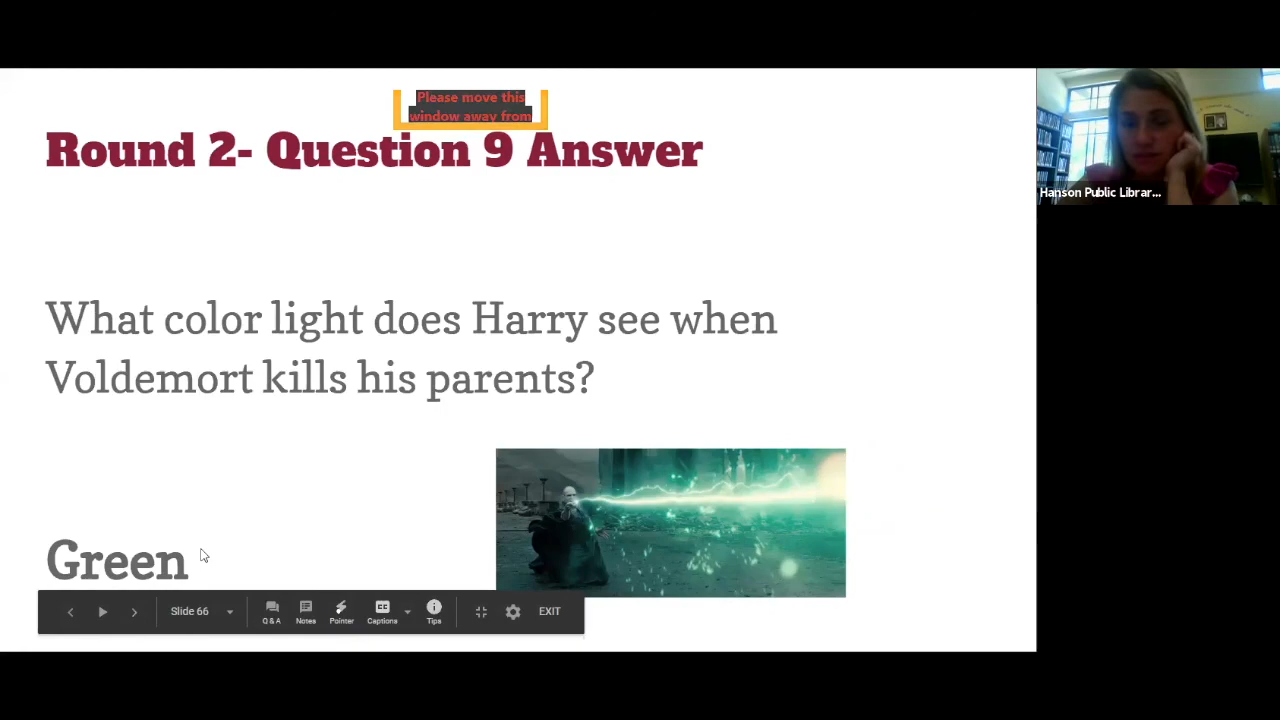 Please move this
window away from
Round 2- Question 9 Answer
Hanson Public Librar...
What color light does Harry see when
Voldemort kills his parents?
Green
Slide 66
Q & A
Notes
Pointer
CC
Captions
Tips
EXIT